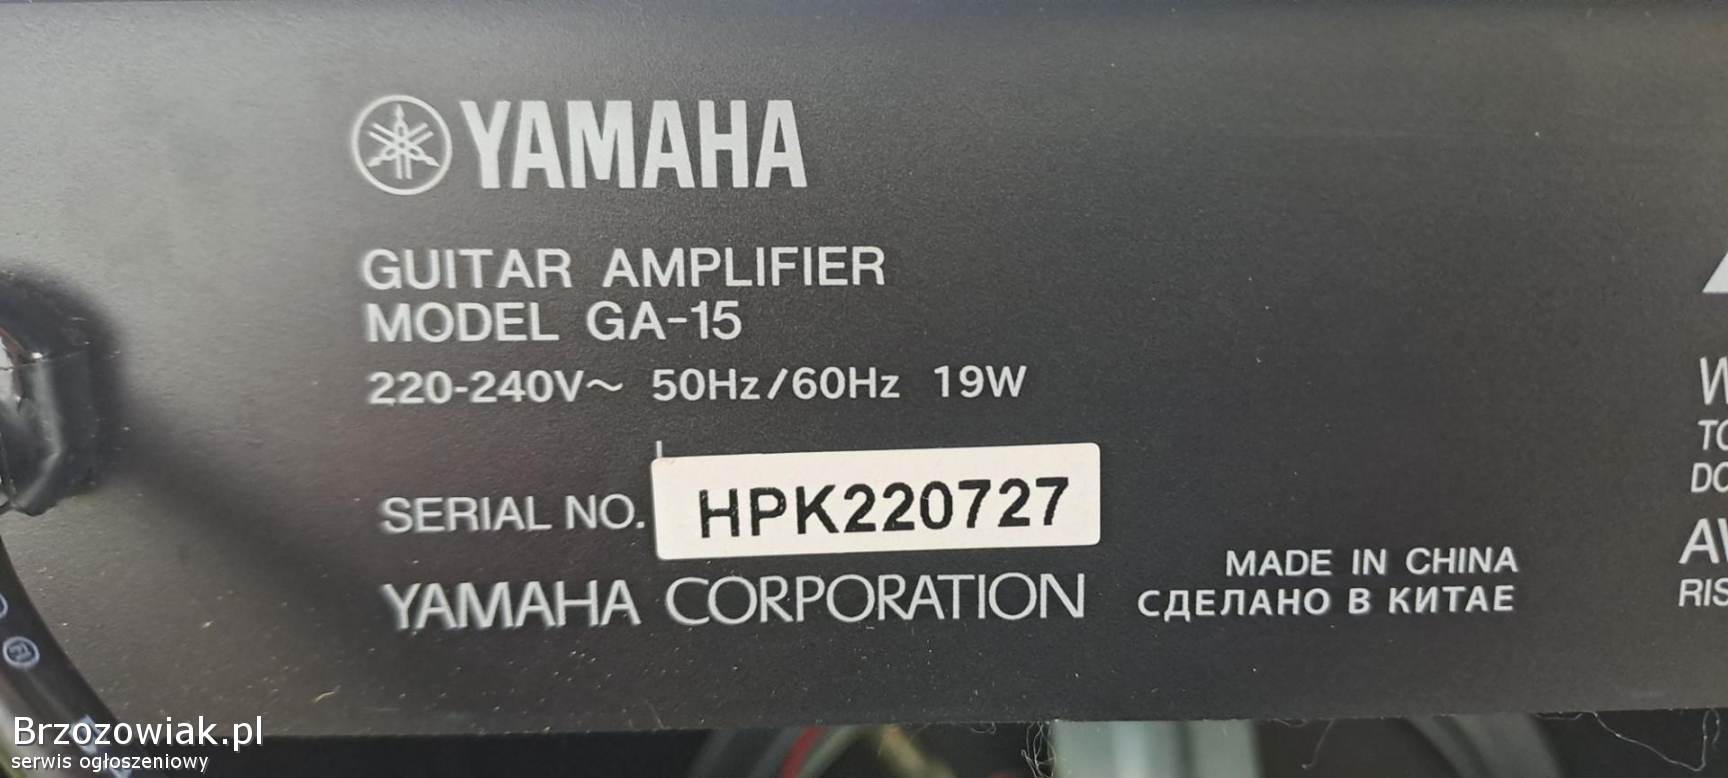 YAMAHA
GUITAR AMPLIFIER
MODEL GA-15
220-240V~ 50Hz/60Hz 19W
SERIAL NO. HPK220727
YAMAHA CORPORATION
MADE IN CHINA
СДЕЛАНО В КИТАЕ
Brzozowiak.pl
serwis ogłoszeniowy